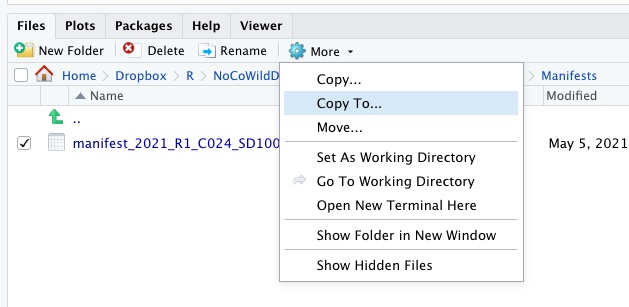 Files Plots Packages Help Viewer
New Folder Delete Rename More
Home Dropbox R NoCoWildD Manifests
Name Modified
..
manifest_2021_R1_C024_SD100 May 5, 2021
Copy...
Copy To...
Move...
Set As Working Directory
Go To Working Directory
Open New Terminal Here
Show Folder in New Window
Show Hidden Files